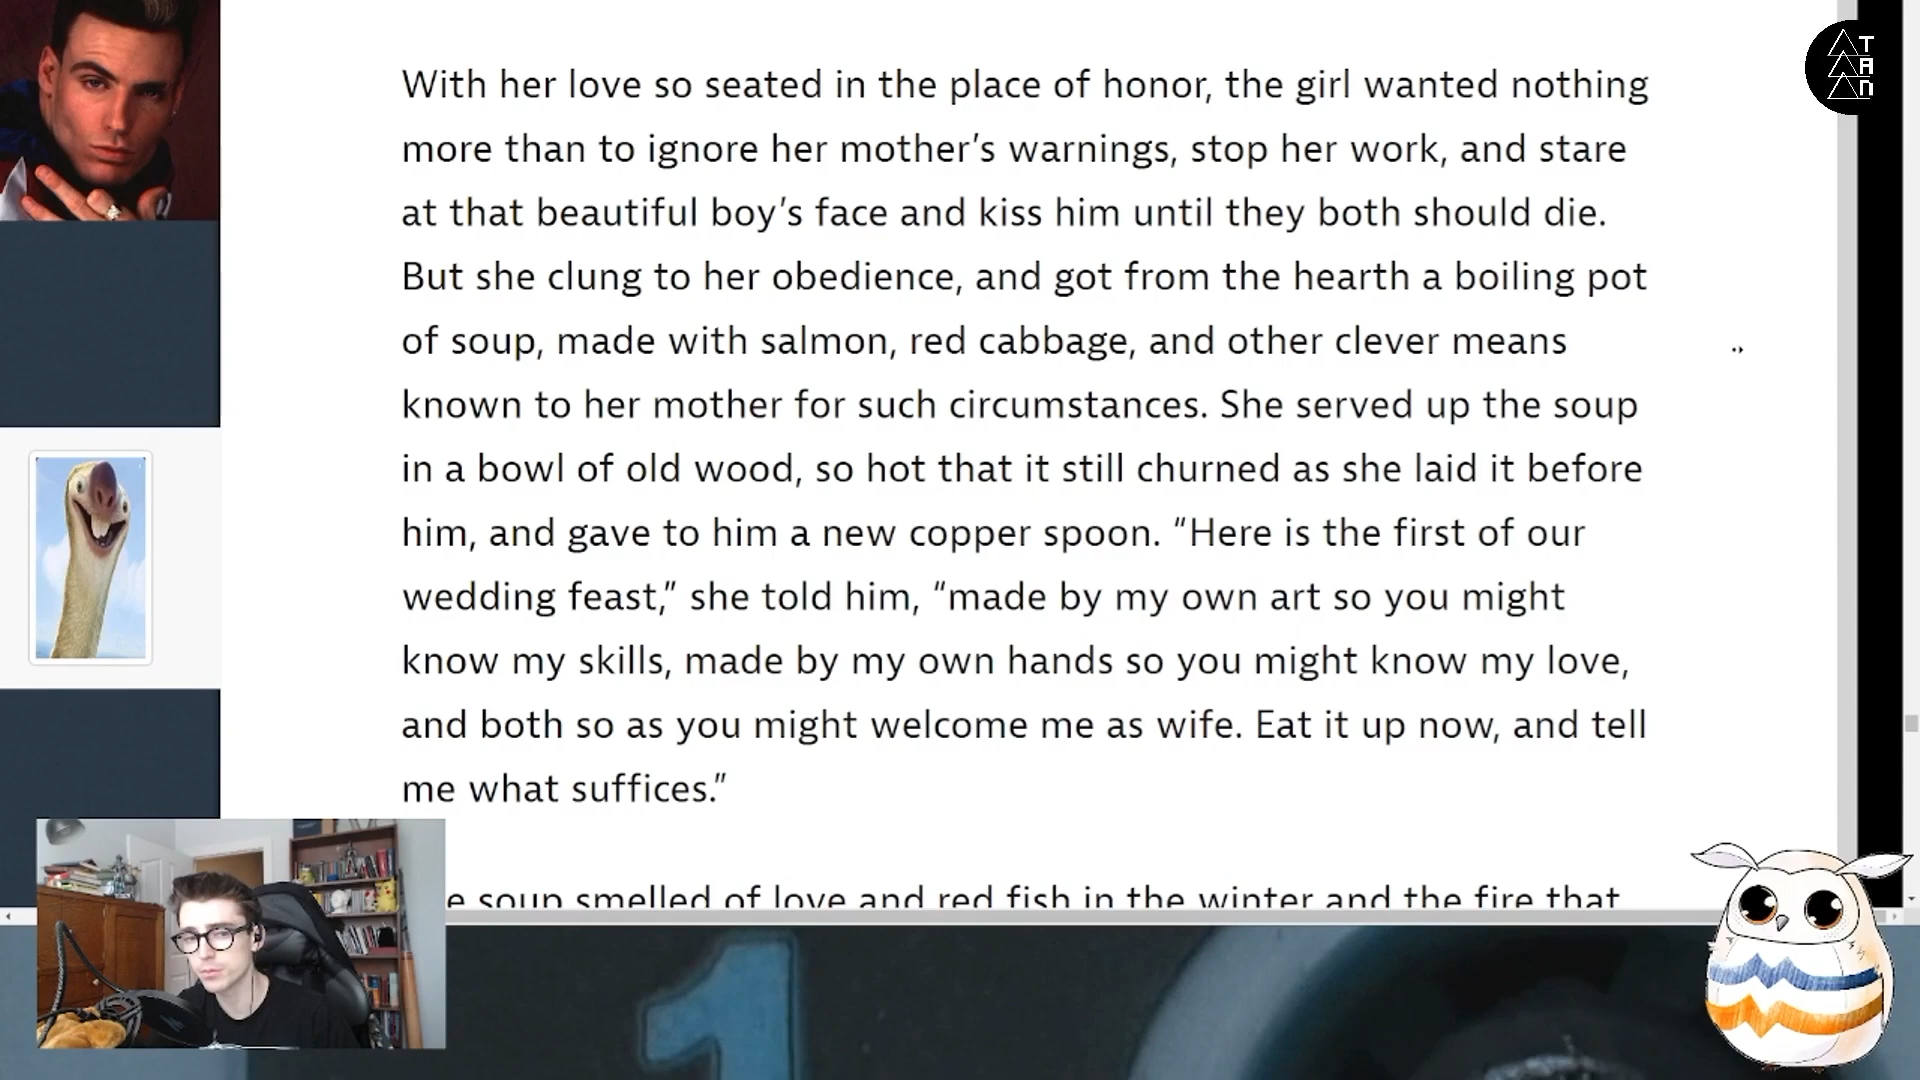 With her love so seated in the place of honor, the girl wanted nothing
more than to ignore her mother’s warnings, stop her work, and stare
at that beautiful boy’s face and kiss him until they both should die.
But she clung to her obedience, and got from the hearth a boiling pot
of soup, made with salmon, red cabbage, and other clever means
known to her mother for such circumstances. She served up the soup
in a bowl of old wood, so hot that it still churned as she laid it before
him, and gave to him a new copper spoon. “Here is the first of our
wedding feast,” she told him, “made by my own art so you might
know my skills, made by my own hands so you might know my love,
and both so as you might welcome me as wife. Eat it up now, and tell
me what suffices.”
e soup smelled of love and red fish in the winter and the fire that
TAN
1